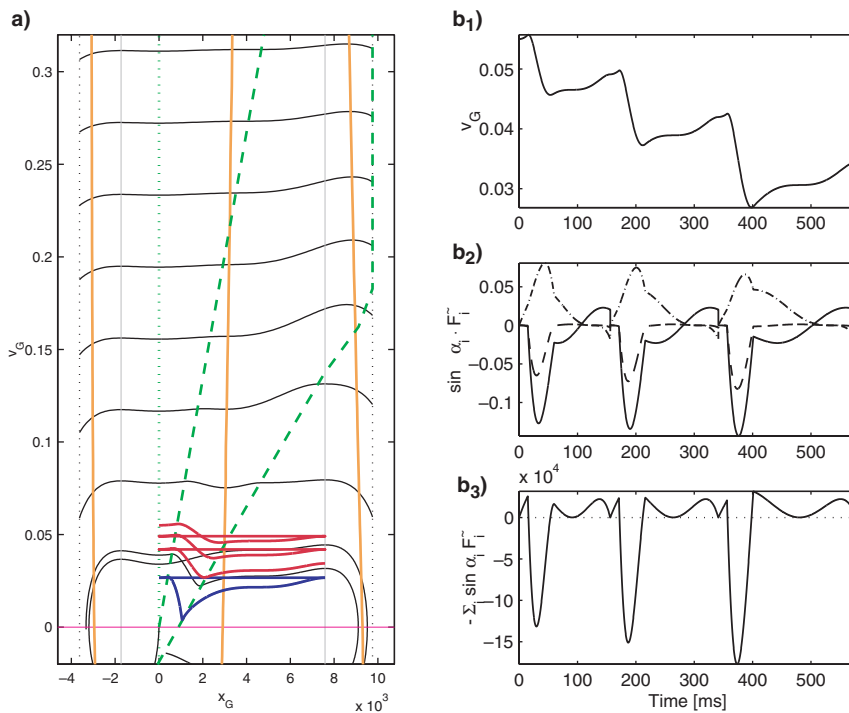 a)
v_G
0.3
0.25
0.2
0.15
0.1
0.05
0
−4 −2 0 2 4 6 8 10
x_G
× 10^3
b_1)
v_G
0.05
0.04
0.03
0 100 200 300 400 500
b_2)
sin α_i · F_i^~
0.05
0
−0.05
−0.1
0 100 200 300 400 500
× 10^4
b_3)
- Σ_i sin α_i F_i^~
0
−5
−10
−15
0 100 200 300 400 500
Time [ms]